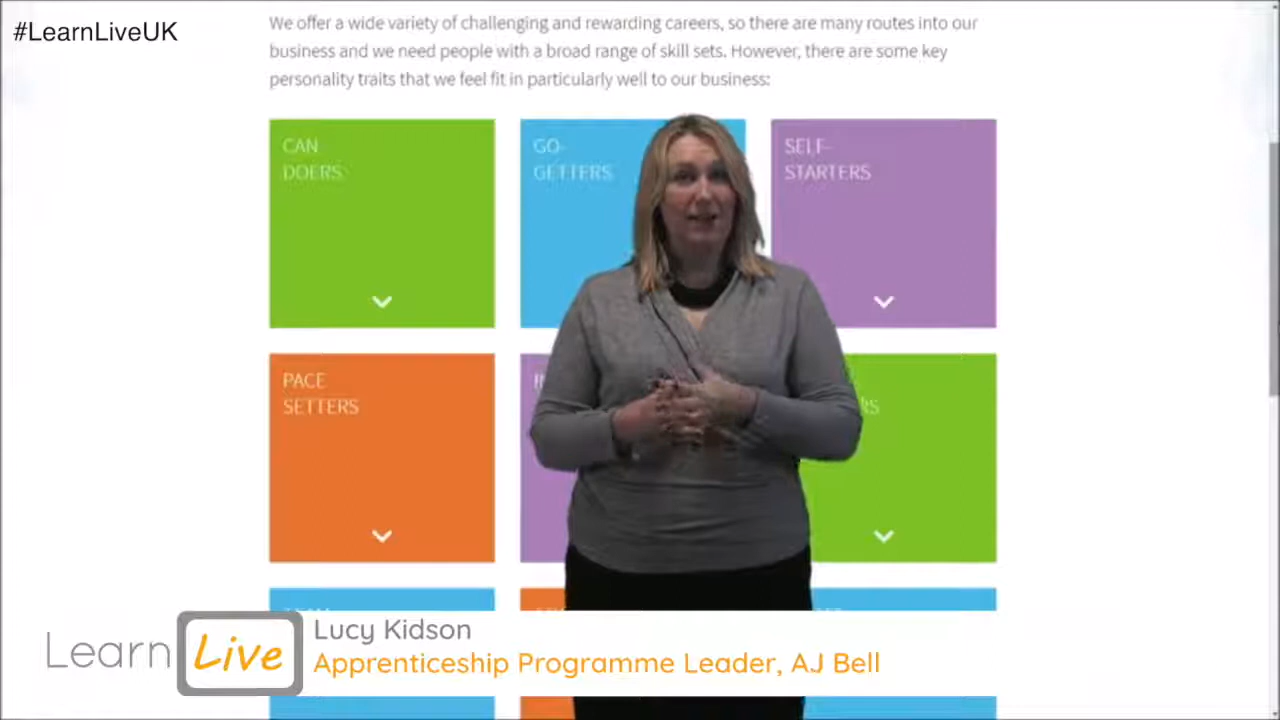 #LearnLiveUK
We offer a wide variety of challenging and rewarding careers, so there are many routes into our
business and we need people with a broad range of skill sets. However, there are some key
personality traits that we feel fit in particularly well to our business:
CAN
DOERS
GO-
GETTERS
SELF-
STARTERS
PACE
SETTERS
Learn Live
Lucy Kidson
Apprenticeship Programme Leader, AJ Bell